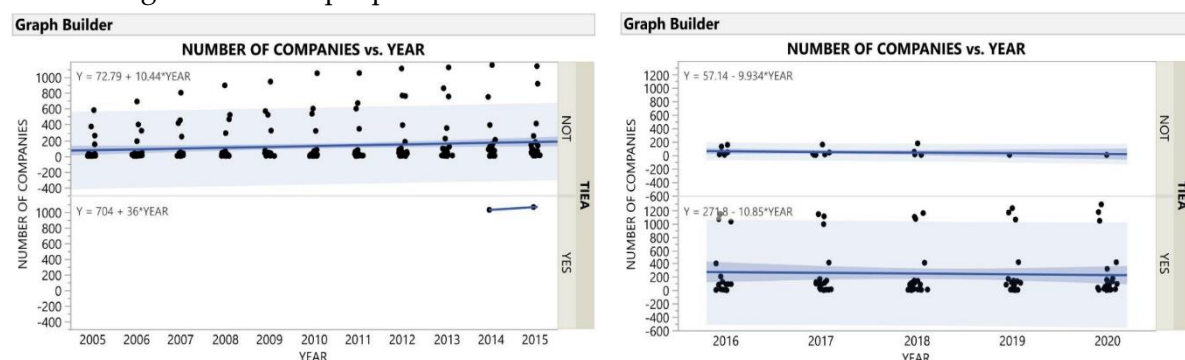 Graph Builder
NUMBER OF COMPANIES vs. YEAR
Y = 72.79 + 10.44*YEAR
NUMBER OF COMPANIES
1000
800
600
400
200
0
-200
-400
1000
800
600
400
200
0
-200
-400
NOT
YES
TIEA
2005 2006 2007 2008 2009 2010 2011 2012 2013 2014 2015
YEAR
Y = 704 + 36*YEAR
Graph Builder
NUMBER OF COMPANIES vs. YEAR
Y = 57.14 - 9.934*YEAR
NUMBER OF COMPANIES
1400
1200
1000
800
600
400
200
0
-200
-400
-600
1200
1000
800
600
400
200
0
-200
-400
-600
Y = 271.8 - 10.85*YEAR
NOT
YES
TIEA
2016 2017 2018 2019 2020
YEAR